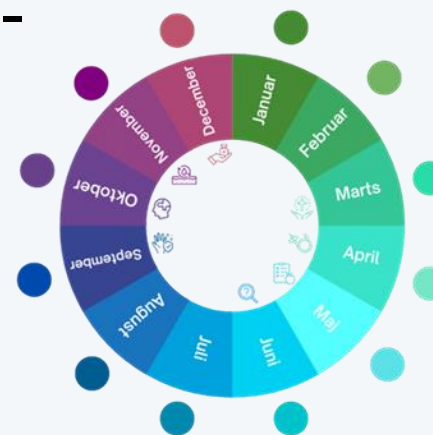 Januar
Februar
Marts
April
Maj
Juni
Juli
August
September
Oktober
November
December